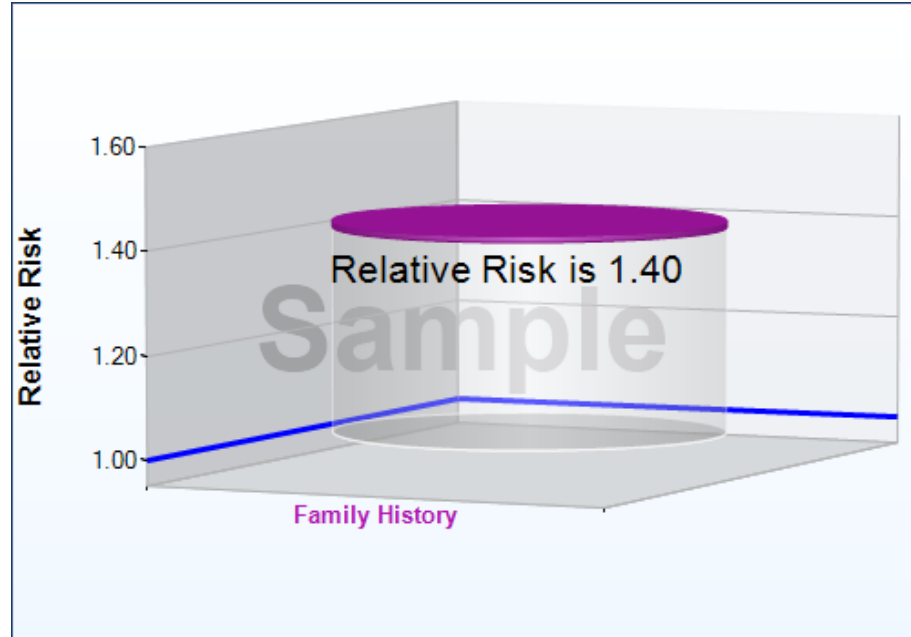 1.60
Relative Risk is 1.40
1.40
Sample
Relative Risk
1.20
1.00
Family History